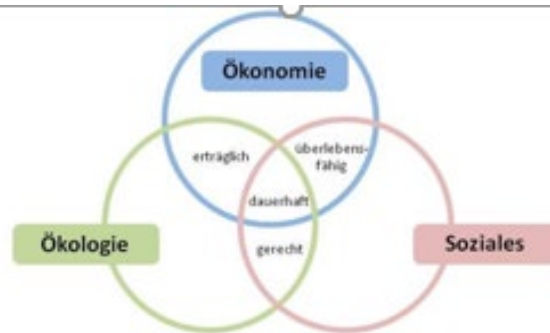 Ökonomie
erträglich
überlebens-
fähig
dauerhaft
Ökologie
gerecht
Soziales